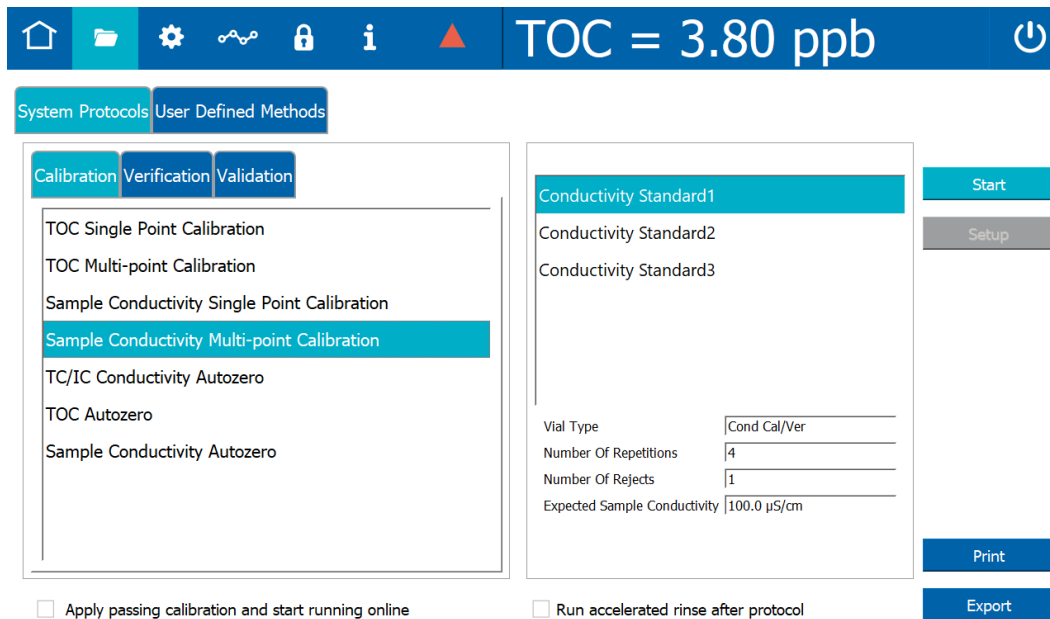 TOC = 3.80 ppb
System Protocols User Defined Methods
Calibration Verification Validation
TOC Single Point Calibration
TOC Multi-point Calibration
Sample Conductivity Single Point Calibration
Sample Conductivity Multi-point Calibration
TC/IC Conductivity Autozero
TOC Autozero
Sample Conductivity Autozero
Conductivity Standard1
Conductivity Standard2
Conductivity Standard3
Vial Type Cond Cal/Ver
Number Of Repetitions 4
Number Of Rejects 1
Expected Sample Conductivity 100.0 µS/cm
Start
Setup
Print
Export
Apply passing calibration and start running online
Run accelerated rinse after protocol